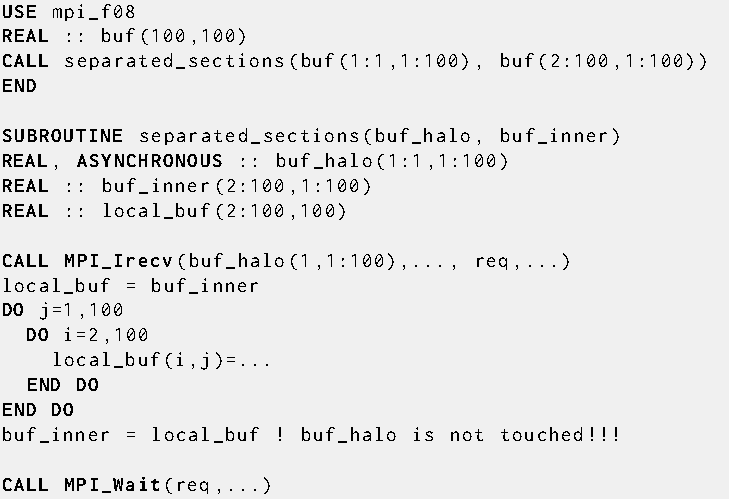 USE mpi_f08
REAL :: buf(100,100)
CALL separated_sections(buf(1:1,1:100), buf(2:100,1:100))
END

SUBROUTINE separated_sections(buf_halo, buf_inner)
REAL, ASYNCHRONOUS :: buf_halo(1:1,1:100)
REAL :: buf_inner(2:100,1:100)
REAL :: local_buf(2:100,100)

CALL MPI_Irecv(buf_halo(1,1:100),..., req,...)
local_buf = buf_inner
DO j=1,100
  DO i=2,100
    local_buf(i,j)=...
  END DO
END DO
buf_inner = local_buf ! buf_halo is not touched!!!

CALL MPI_Wait(req,...)